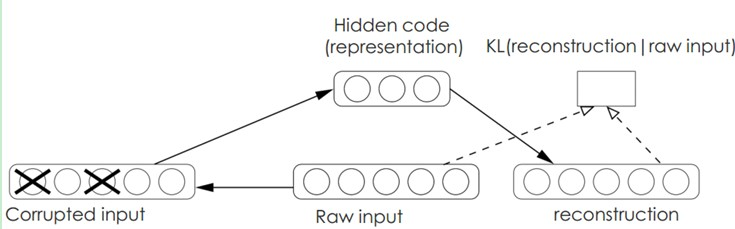 Hidden code
(representation)
KL(reconstruction|raw input)
Corrupted input
Raw input
reconstruction